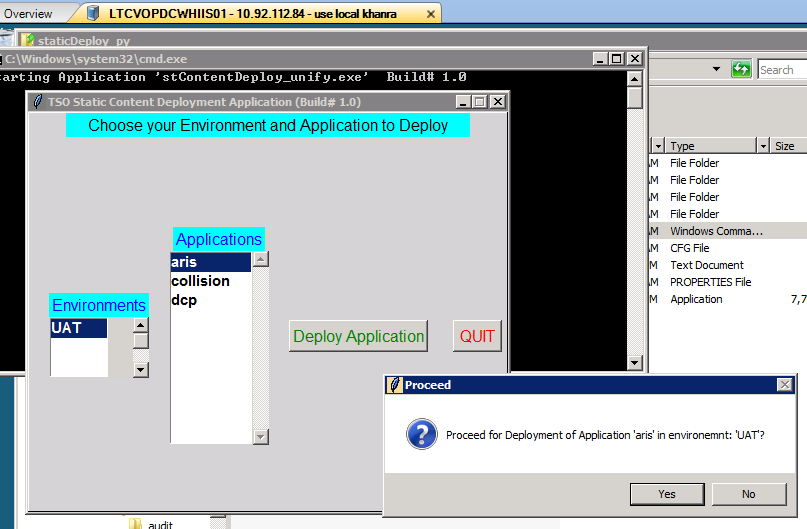 Overview
LTCVOPDCWHIIS01 - 10.92.112.84 - use local khanra
staticDeploy_py
C:\Windows\system32\cmd.exe
tarting Application 'stContentDeploy_unify.exe' Build# 1.0
Search
TSO Static Content Deployment Application (Build# 1.0)
Choose your Environment and Application to Deploy
Type
Size
M File Folder
M File Folder
M File Folder
M File Folder
M Windows Comma...
M CFG File
M Text Document
M PROPERTIES File
M Application 7,7
Applications
aris
collision
dcp
Environments
UAT
Deploy Application
QUIT
Proceed
Proceed for Deployment of Application 'aris' in environemnt: 'UAT'?
Yes
No
audit